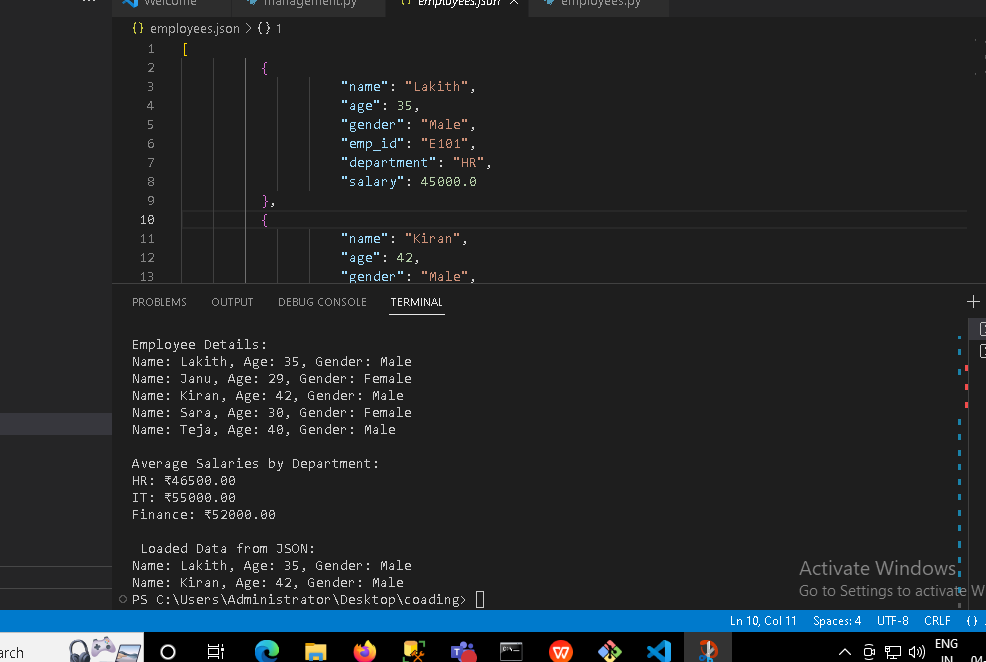 Welcome management.py employees.json employees.py
{} employees.json > {} 1
1 [
2 {
3 "name": "Lakith",
4 "age": 35,
5 "gender": "Male",
6 "emp_id": "E101",
7 "department": "HR",
8 "salary": 45000.0
9 },
10 {
11 "name": "Kiran",
12 "age": 42,
13 "gender": "Male",
PROBLEMS OUTPUT DEBUG CONSOLE TERMINAL
Employee Details:
Name: Lakith, Age: 35, Gender: Male
Name: Janu, Age: 29, Gender: Female
Name: Kiran, Age: 42, Gender: Male
Name: Sara, Age: 30, Gender: Female
Name: Teja, Age: 40, Gender: Male
Average Salaries by Department:
HR: ₹46500.00
IT: ₹55000.00
Finance: ₹52000.00
Loaded Data from JSON:
Name: Lakith, Age: 35, Gender: Male
Name: Kiran, Age: 42, Gender: Male
PS C:\Users\Administrator\Desktop\coading>
Activate Windows
Go to Settings to activate W
Ln 10, Col 11 Spaces: 4 UTF-8 CRLF {}
arch
ENG
IN 04